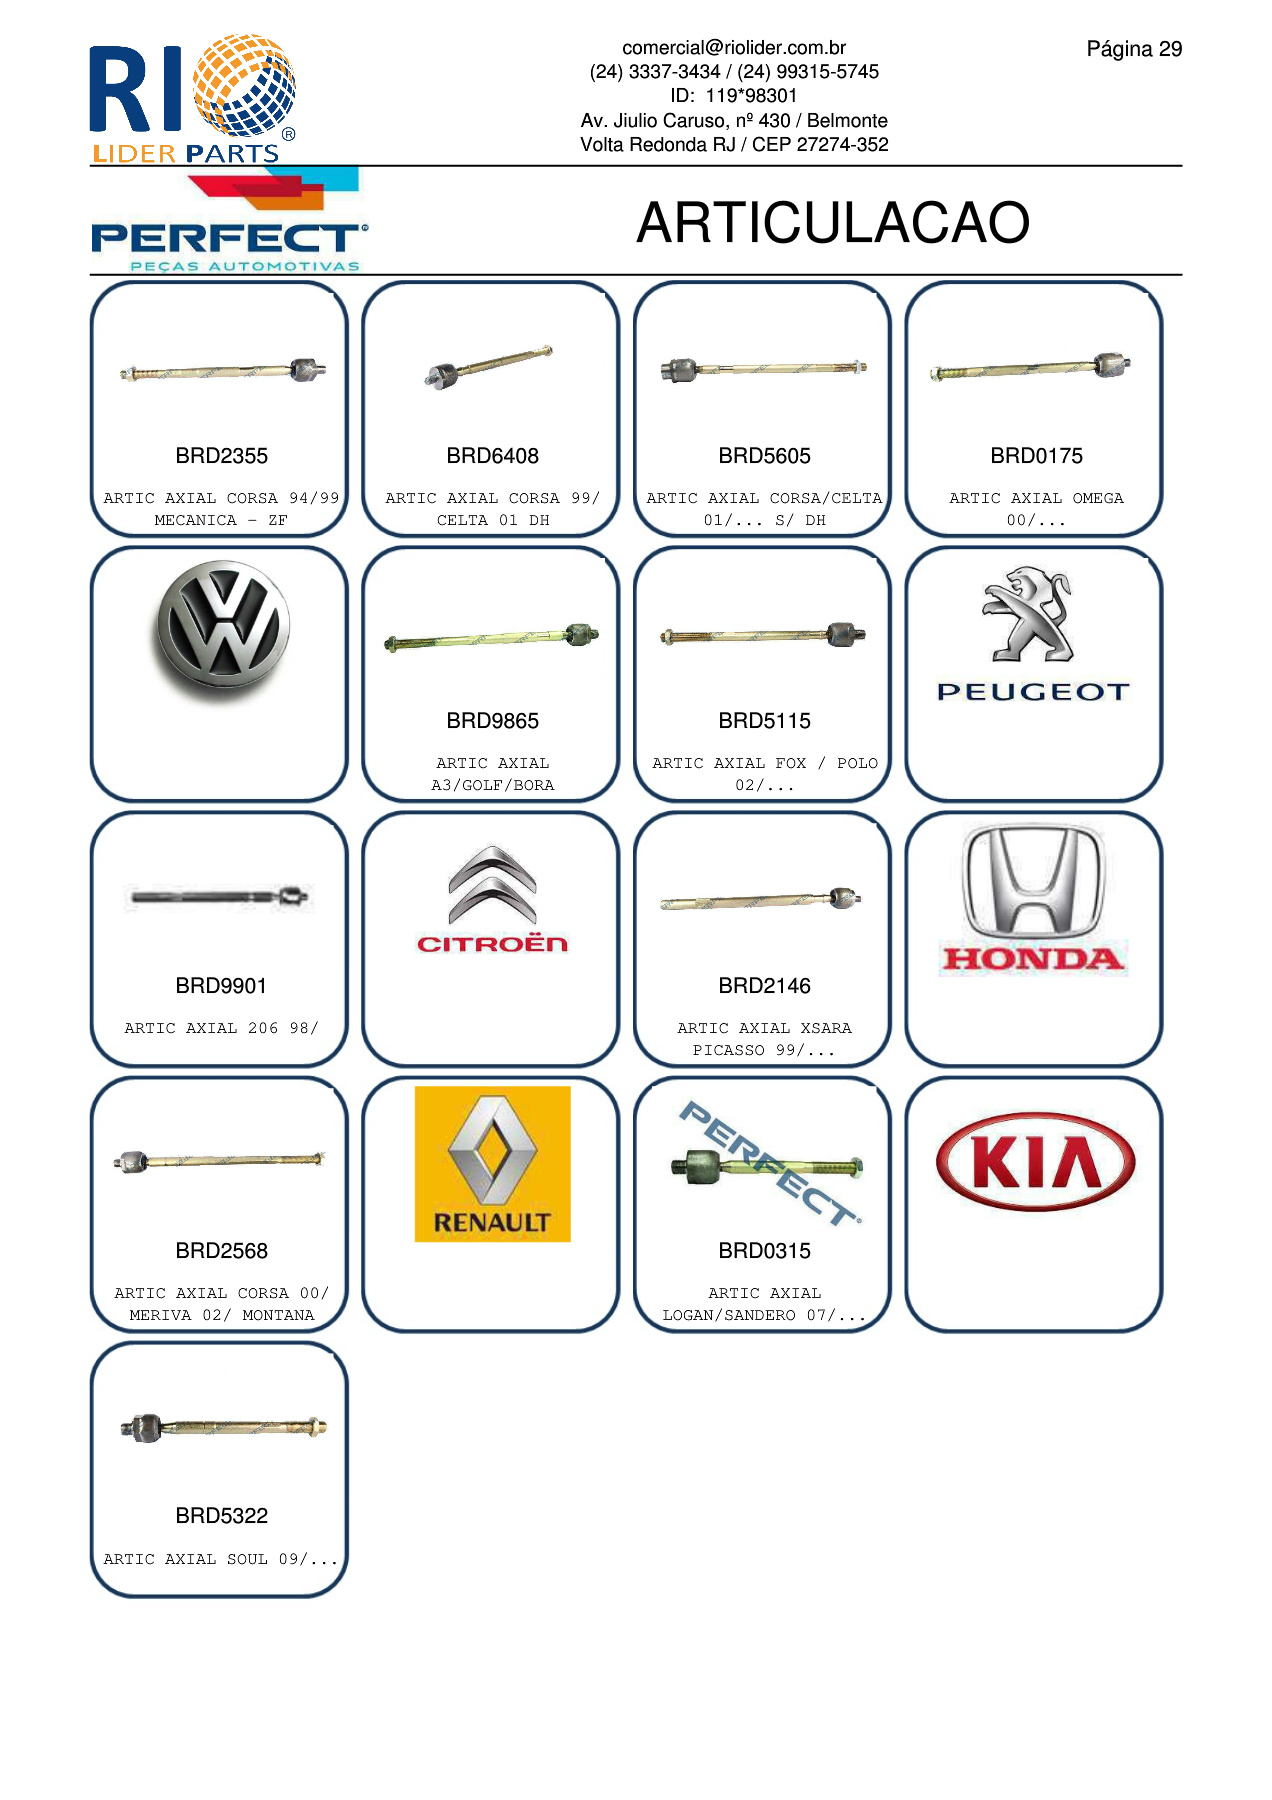 RIO
®
LIDER PARTS
comercial@riolider.com.br
(24) 3337-3434 / (24) 99315-5745
ID: 119*98301
Av. Jiulio Caruso, nº 430 / Belmonte
Volta Redonda RJ / CEP 27274-352
Página 29
PERFECT®
PEÇAS AUTOMOTIVAS
ARTICULACAO
BRD2355
ARTIC AXIAL CORSA 94/99
MECANICA - ZF
BRD6408
ARTIC AXIAL CORSA 99/
CELTA 01 DH
BRD5605
ARTIC AXIAL CORSA/CELTA
01/... S/ DH
BRD0175
ARTIC AXIAL OMEGA
00/...
BRD9865
ARTIC AXIAL
A3/GOLF/BORA
BRD5115
ARTIC AXIAL FOX / POLO
02/...
PEUGEOT
BRD9901
ARTIC AXIAL 206 98/
CITROËN
BRD2146
ARTIC AXIAL XSARA
PICASSO 99/...
HONDA
BRD2568
ARTIC AXIAL CORSA 00/
MERIVA 02/ MONTANA
RENAULT
PERFECT®
BRD0315
ARTIC AXIAL
LOGAN/SANDERO 07/...
KIA
BRD5322
ARTIC AXIAL SOUL 09/...